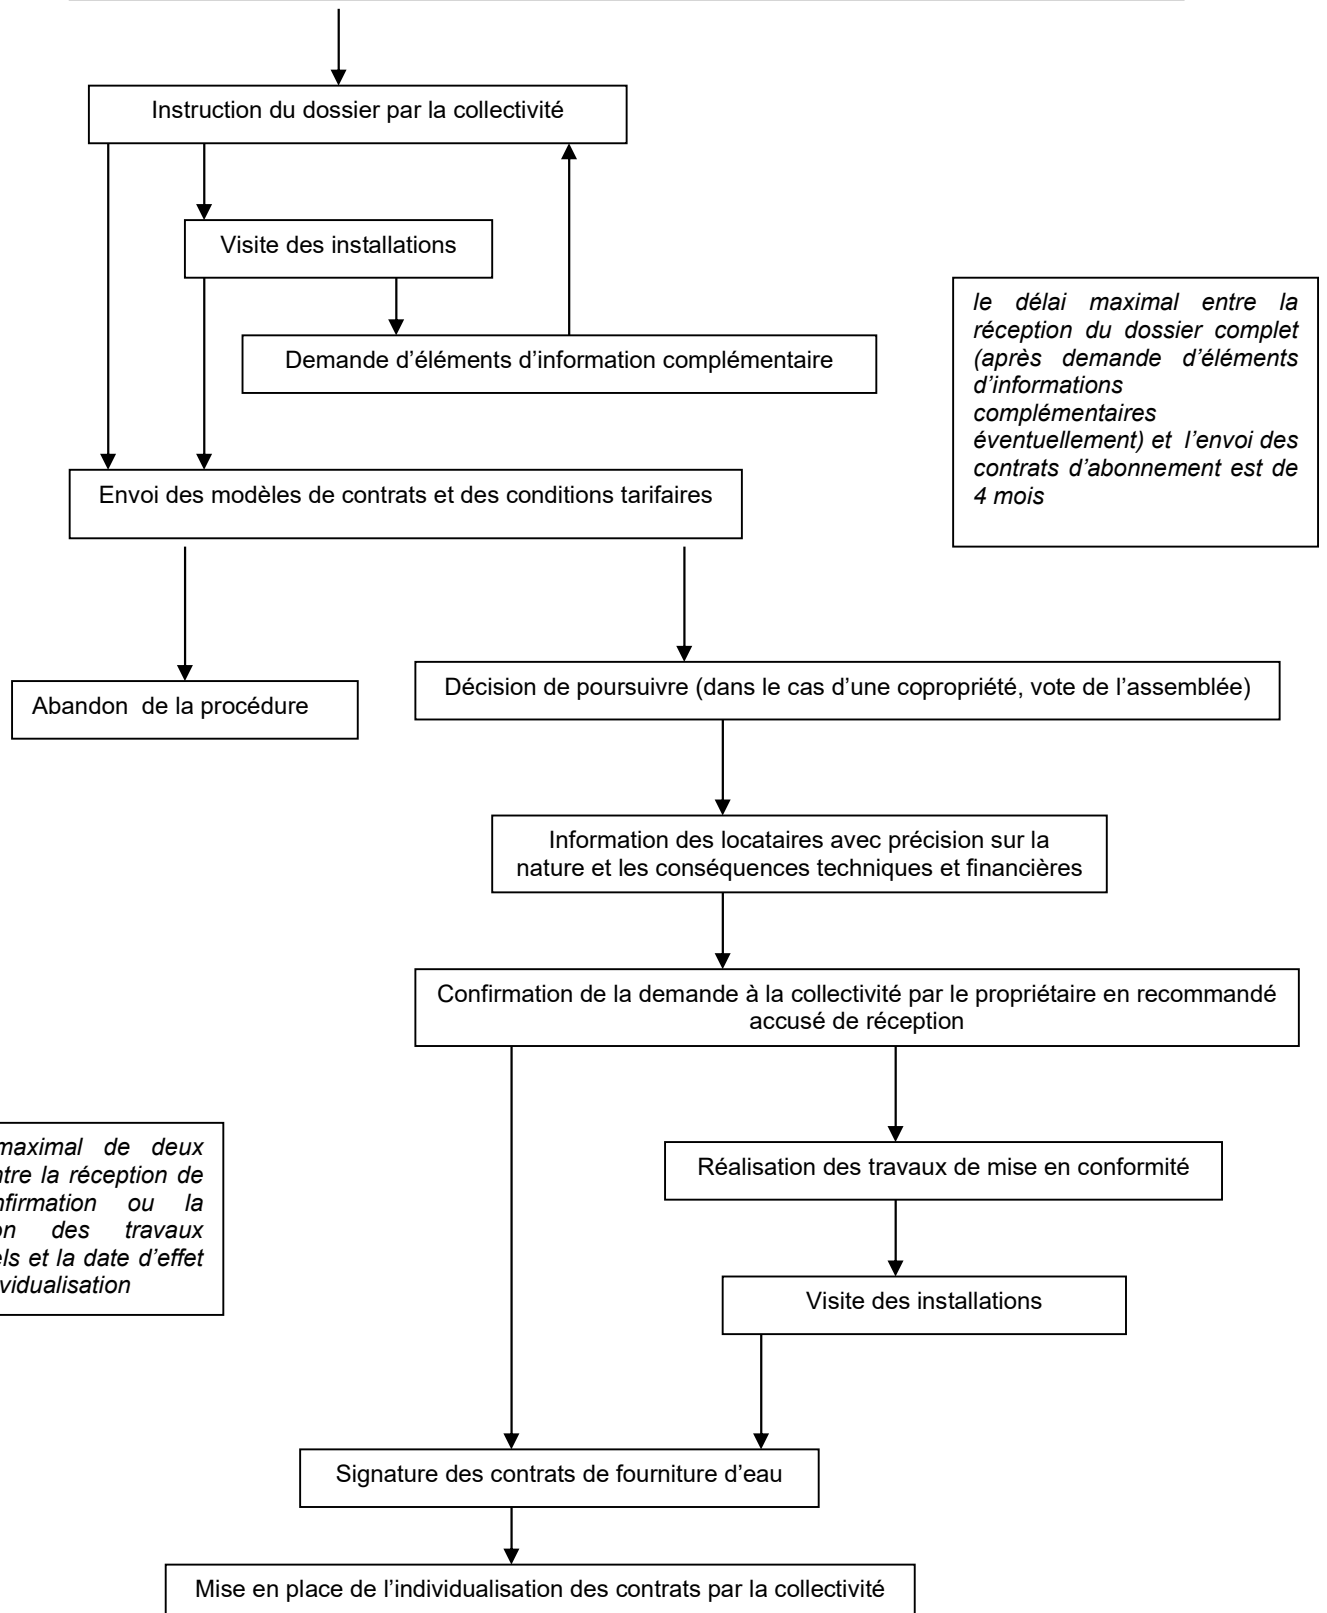 Instruction du dossier par la collectivité
Visite des installations
le délai maximal entre la
réception du dossier complet
(après demande d’éléments
d’informations
complémentaires
éventuellement) et l’envoi des
contrats d’abonnement est de
4 mois
Demande d’éléments d’information complémentaire
Envoi des modèles de contrats et des conditions tarifaires
Décision de poursuivre (dans le cas d’une copropriété, vote de l’assemblée)
Abandon de la procédure
Information des locataires avec précision sur la
nature et les conséquences techniques et financières
Confirmation de la demande à la collectivité par le propriétaire en recommandé
accusé de réception
maximal de deux
la réception de
ou la
des travaux
et la date d’effet
Réalisation des travaux de mise en conformité
Visite des installations
Signature des contrats de fourniture d’eau
Mise en place de l’individualisation des contrats par la collectivité